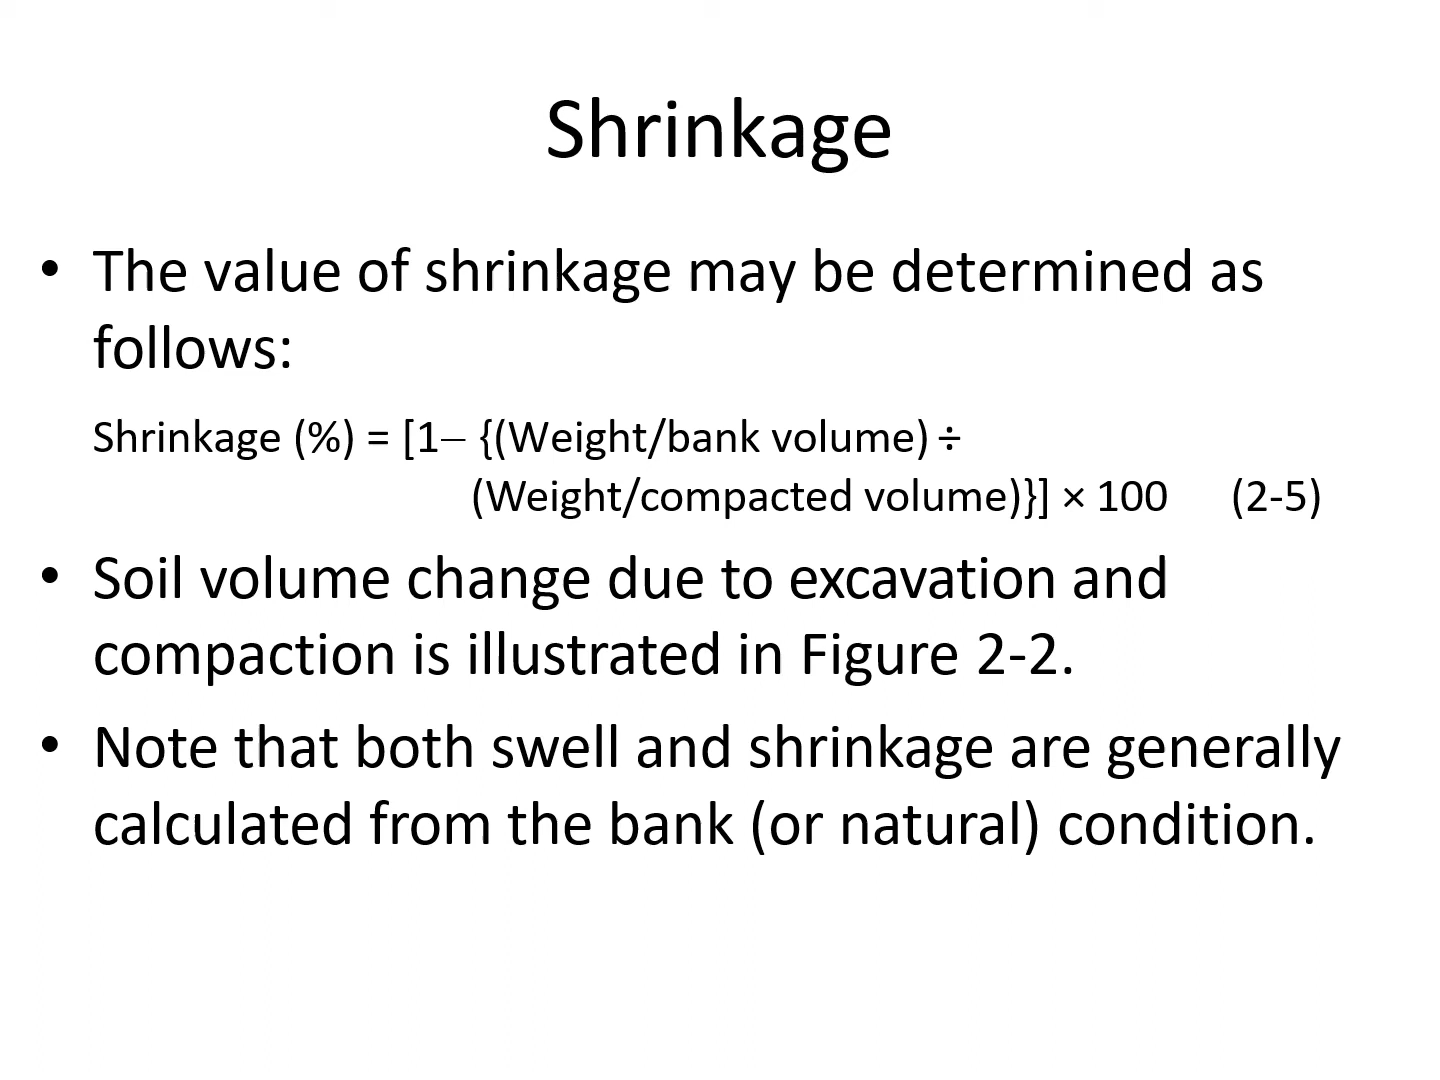 Shrinkage
• The value of shrinkage may be determined as
follows:
Shrinkage (%) = [1– {(Weight/bank volume) ÷
(Weight/compacted volume)}] × 100 (2-5)
• Soil volume change due to excavation and
compaction is illustrated in Figure 2-2.
• Note that both swell and shrinkage are generally
calculated from the bank (or natural) condition.